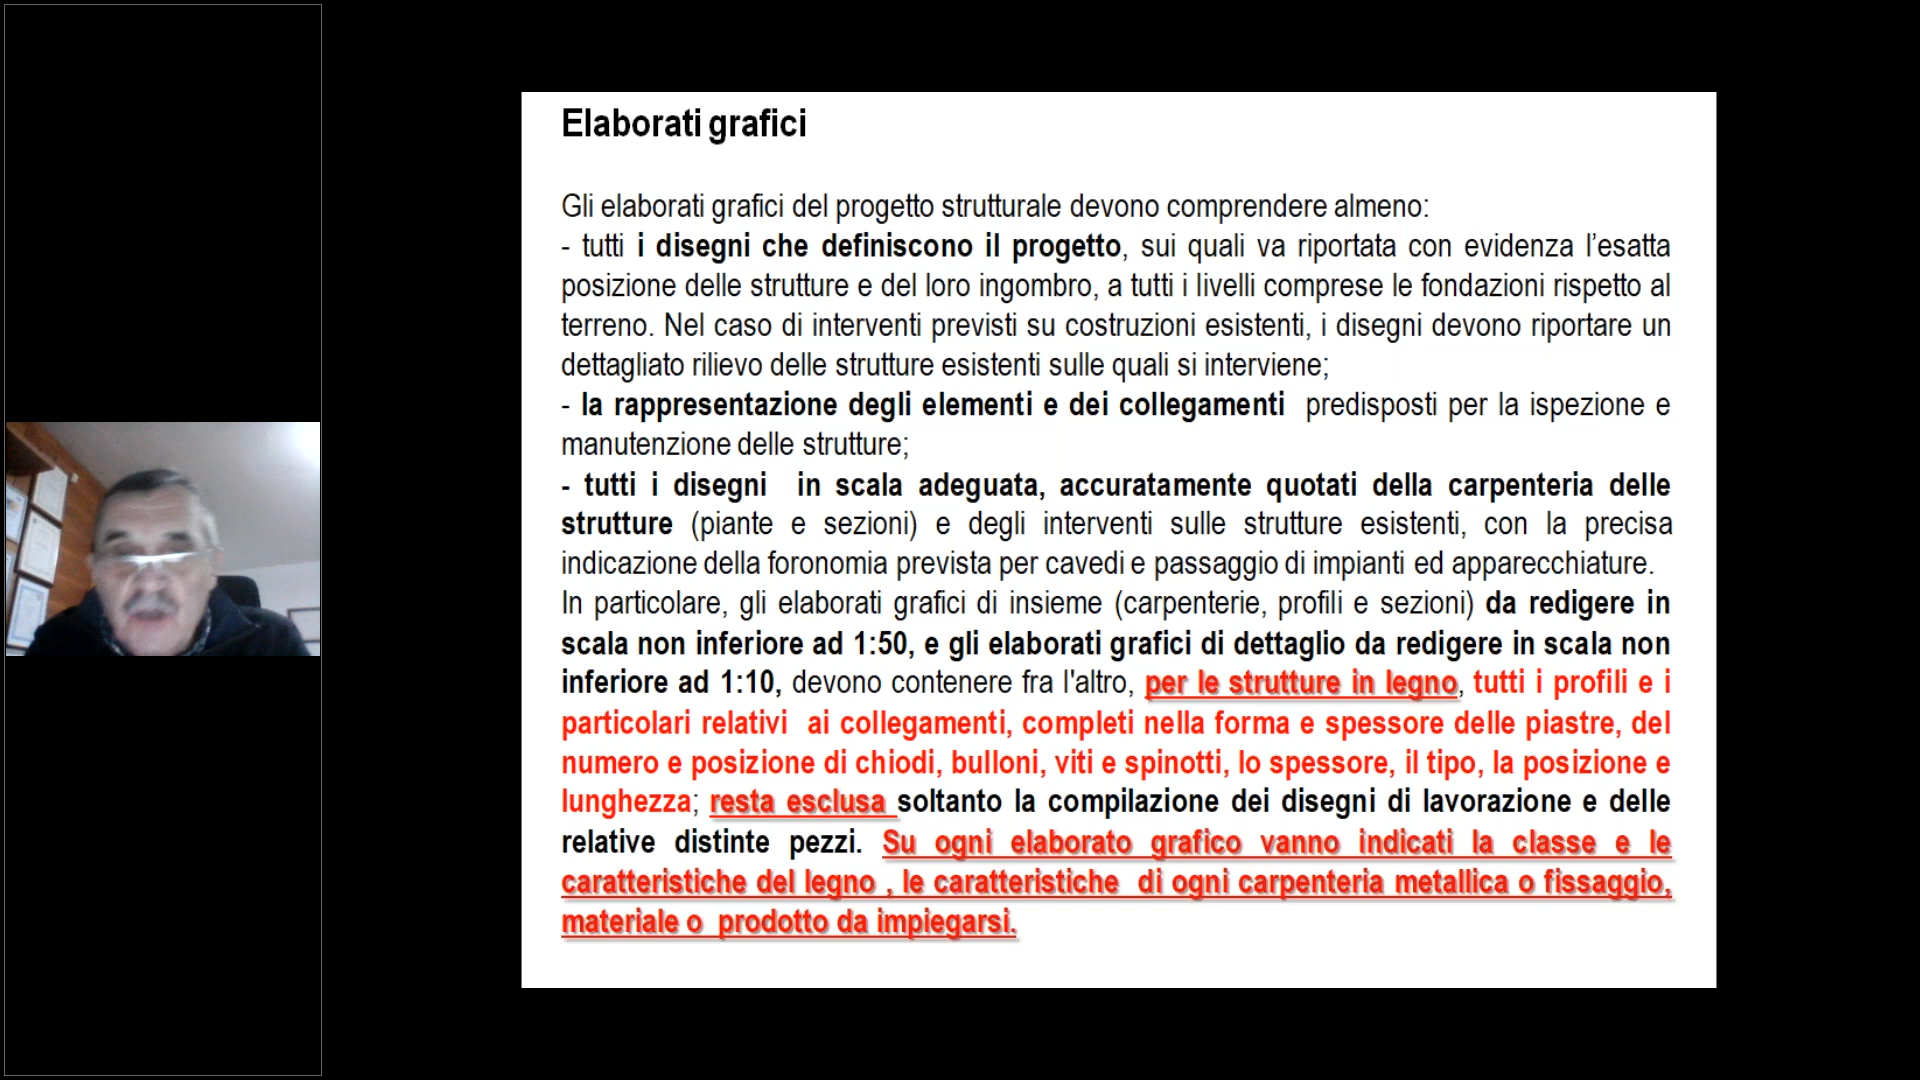 Elaborati grafici
Gli elaborati grafici del progetto strutturale devono comprendere almeno:
- tutti i disegni che definiscono il progetto, sui quali va riportata con evidenza l’esatta
posizione delle strutture e del loro ingombro, a tutti i livelli comprese le fondazioni rispetto al
terreno. Nel caso di interventi previsti su costruzioni esistenti, i disegni devono riportare un
dettagliato rilievo delle strutture esistenti sulle quali si interviene;
- la rappresentazione degli elementi e dei collegamenti predisposti per la ispezione e
manutenzione delle strutture;
- tutti i disegni in scala adeguata, accuratamente quotati della carpenteria delle
strutture (piante e sezioni) e degli interventi sulle strutture esistenti, con la precisa
indicazione della foronomia prevista per cavedi e passaggio di impianti ed apparecchiature.
In particolare, gli elaborati grafici di insieme (carpenterie, profili e sezioni) da redigere in
scala non inferiore ad 1:50, e gli elaborati grafici di dettaglio da redigere in scala non
inferiore ad 1:10, devono contenere fra l'altro, per le strutture in legno, tutti i profili e i
particolari relativi ai collegamenti, completi nella forma e spessore delle piastre, del
numero e posizione di chiodi, bulloni, viti e spinotti, lo spessore, il tipo, la posizione e
lunghezza; resta esclusa soltanto la compilazione dei disegni di lavorazione e delle
relative distinte pezzi. Su ogni elaborato grafico vanno indicati la classe e le
caratteristiche del legno , le caratteristiche di ogni carpenteria metallica o fissaggio,
materiale o prodotto da impiegarsi.